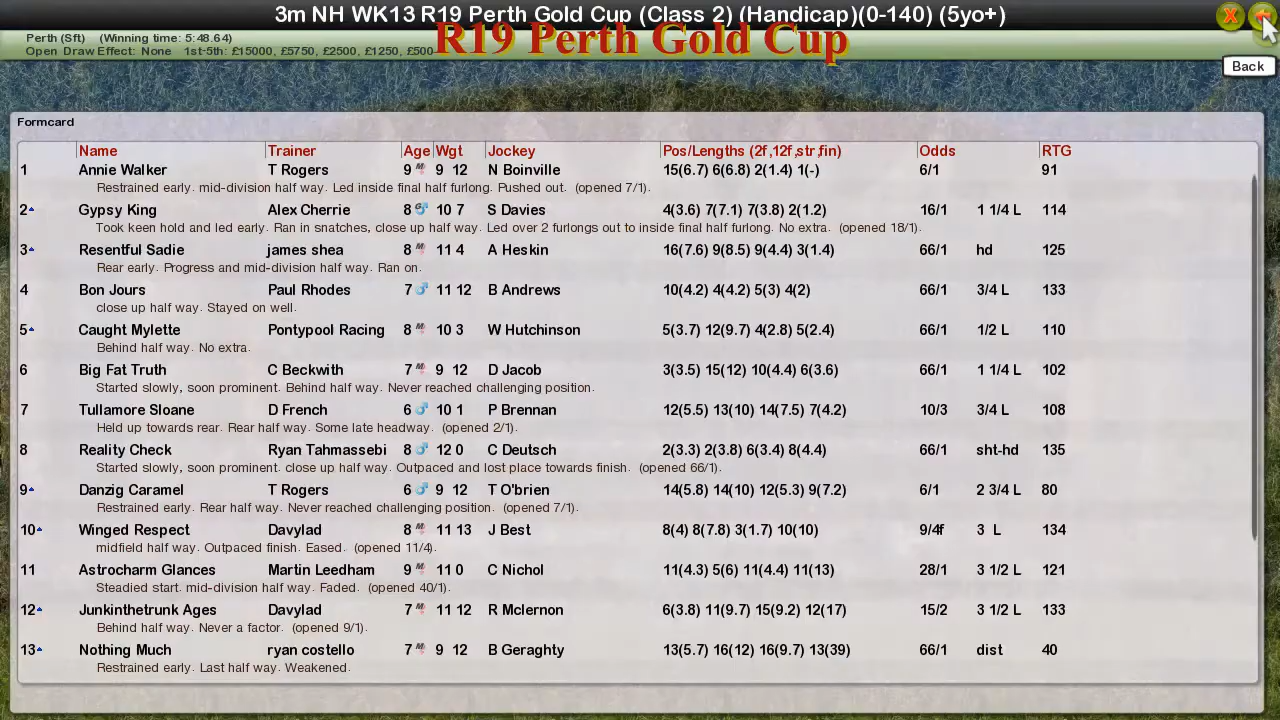 3m NH WK13 R19 Perth Gold Cup (Class 2) (Handicap)(0-140) (5yo+)
Perth (Sft) (Winning time: 5:48.64)
Open Draw Effect: None 1st-5th: £15000, £5750, £2500, £1250, £500
R19 Perth Gold Cup
X
Back
Formcard
Name Trainer Age Wgt Jockey Pos/Lengths (2f,12f,str,fin) Odds RTG
1 Annie Walker T Rogers 9 9 12 N Boinville 15(6.7) 6(6.8) 2(1.4) 1(-) 6/1 91
Restrained early. mid-division half way. Led inside final half furlong. Pushed out. (opened 7/1).
2 Gypsy King Alex Cherrie 8 10 7 S Davies 4(3.6) 7(7.1) 7(3.8) 2(1.2) 16/1 1 1/4 L 114
Took keen hold and led early. Ran in snatches, close up half way. Led over 2 furlongs out to inside final half furlong. No extra. (opened 18/1).
3 Resentful Sadie james shea 8 11 4 A Heskin 16(7.6) 9(8.5) 9(4.4) 3(1.4) 66/1 hd 125
Rear early. Progress and mid-division half way. Ran on.
4 Bon Jours Paul Rhodes 7 11 12 B Andrews 10(4.2) 4(4.2) 5(3) 4(2) 66/1 3/4 L 133
close up half way. Stayed on well.
5 Caught Mylette Pontypool Racing 8 10 3 W Hutchinson 5(3.7) 12(9.7) 4(2.8) 5(2.4) 66/1 1/2 L 110
Behind half way. No extra.
6 Big Fat Truth C Beckwith 7 9 12 D Jacob 3(3.5) 15(12) 10(4.4) 6(3.6) 66/1 1 1/4 L 102
Started slowly, soon prominent. Behind half way. Never reached challenging position.
7 Tullamore Sloane D French 6 10 1 P Brennan 12(5.5) 13(10) 14(7.5) 7(4.2) 10/3 3/4 L 108
Held up towards rear. Rear half way. Some late headway. (opened 2/1).
8 Reality Check Ryan Tahmassebi 8 12 0 C Deutsch 2(3.3) 2(3.8) 6(3.4) 8(4.4) 66/1 sht-hd 135
Started slowly, soon prominent. close up half way. Outpaced and lost place towards finish. (opened 66/1).
9 Danzig Caramel T Rogers 6 9 12 T O'brien 14(5.8) 14(10) 12(5.3) 9(7.2) 6/1 2 3/4 L 80
Restrained early. Rear half way. Never reached challenging position. (opened 7/1).
10 Winged Respect Davylad 8 11 13 J Best 8(4) 8(7.8) 3(1.7) 10(10) 9/4f 3 L 134
midfield half way. Outpaced finish. Eased. (opened 11/4).
11 Astrocharm Glances Martin Leedham 9 11 0 C Nichol 11(4.3) 5(6) 11(4.4) 11(13) 28/1 3 1/2 L 121
Steadied start. mid-division half way. Faded. (opened 40/1).
12 Junkinthetrunk Ages Davylad 7 11 12 R Mclernon 6(3.8) 11(9.7) 15(9.2) 12(17) 15/2 3 1/2 L 133
Behind half way. Never a factor. (opened 9/1).
13 Nothing Much ryan costello 7 9 12 B Geraghty 13(5.7) 16(12) 16(9.7) 13(39) 66/1 dist 40
Restrained early. Last half way. Weakened.